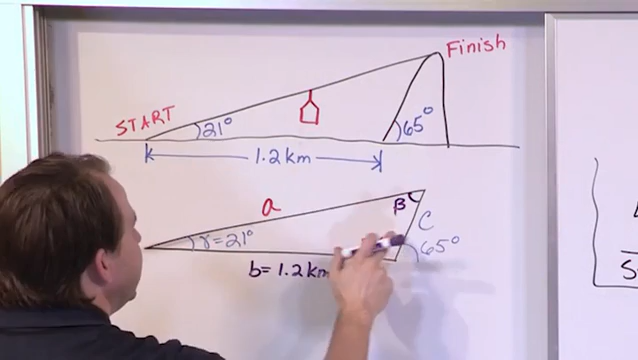 Finish
START
21°
65°
1.2 km
a
β
C
γ=21°
65°
b=1.2 km